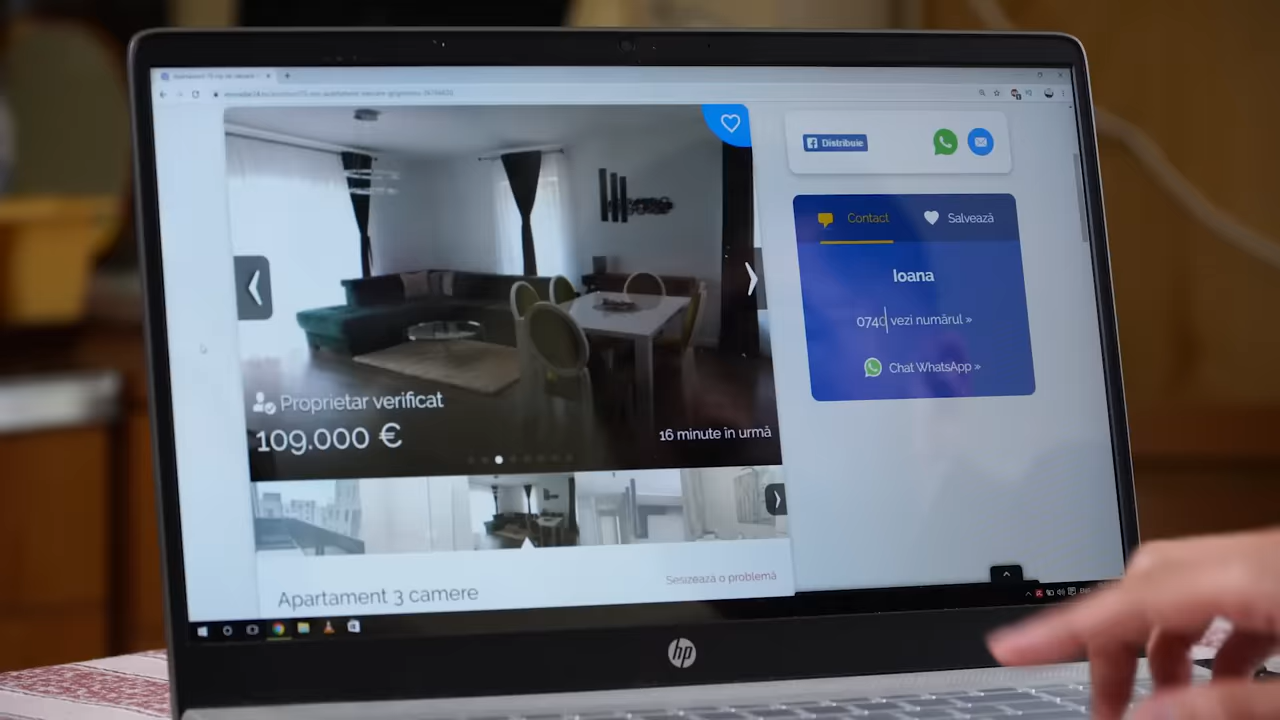 Distribuie
Contact
Salvează
Ioana
0740 vezi numărul »
Chat WhatsApp »
Proprietar verificat
109.000 €
16 minute în urmă
Sesizează o problemă
Apartament 3 camere
hp